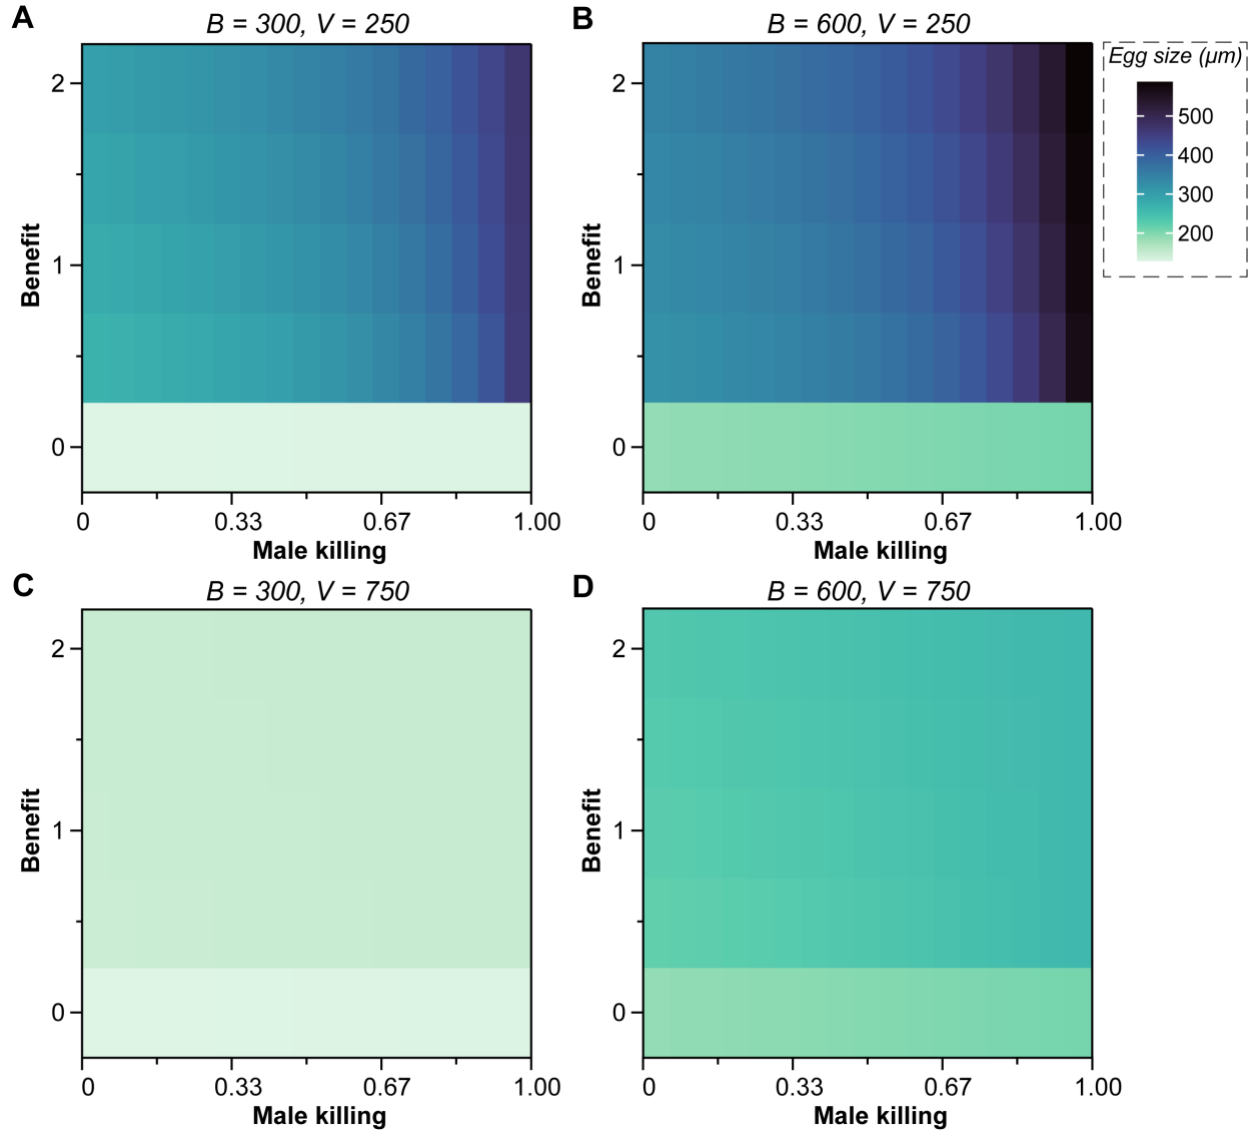 A
B = 300, V = 250
2
1
0
Benefit
0 0.33 0.67 1.00
Male killing
B
B = 600, V = 250
2
1
0
Benefit
0 0.33 0.67 1.00
Male killing
Egg size (μm)
500
400
300
200
C
B = 300, V = 750
2
1
0
Benefit
0 0.33 0.67 1.00
Male killing
D
B = 600, V = 750
2
1
0
Benefit
0 0.33 0.67 1.00
Male killing